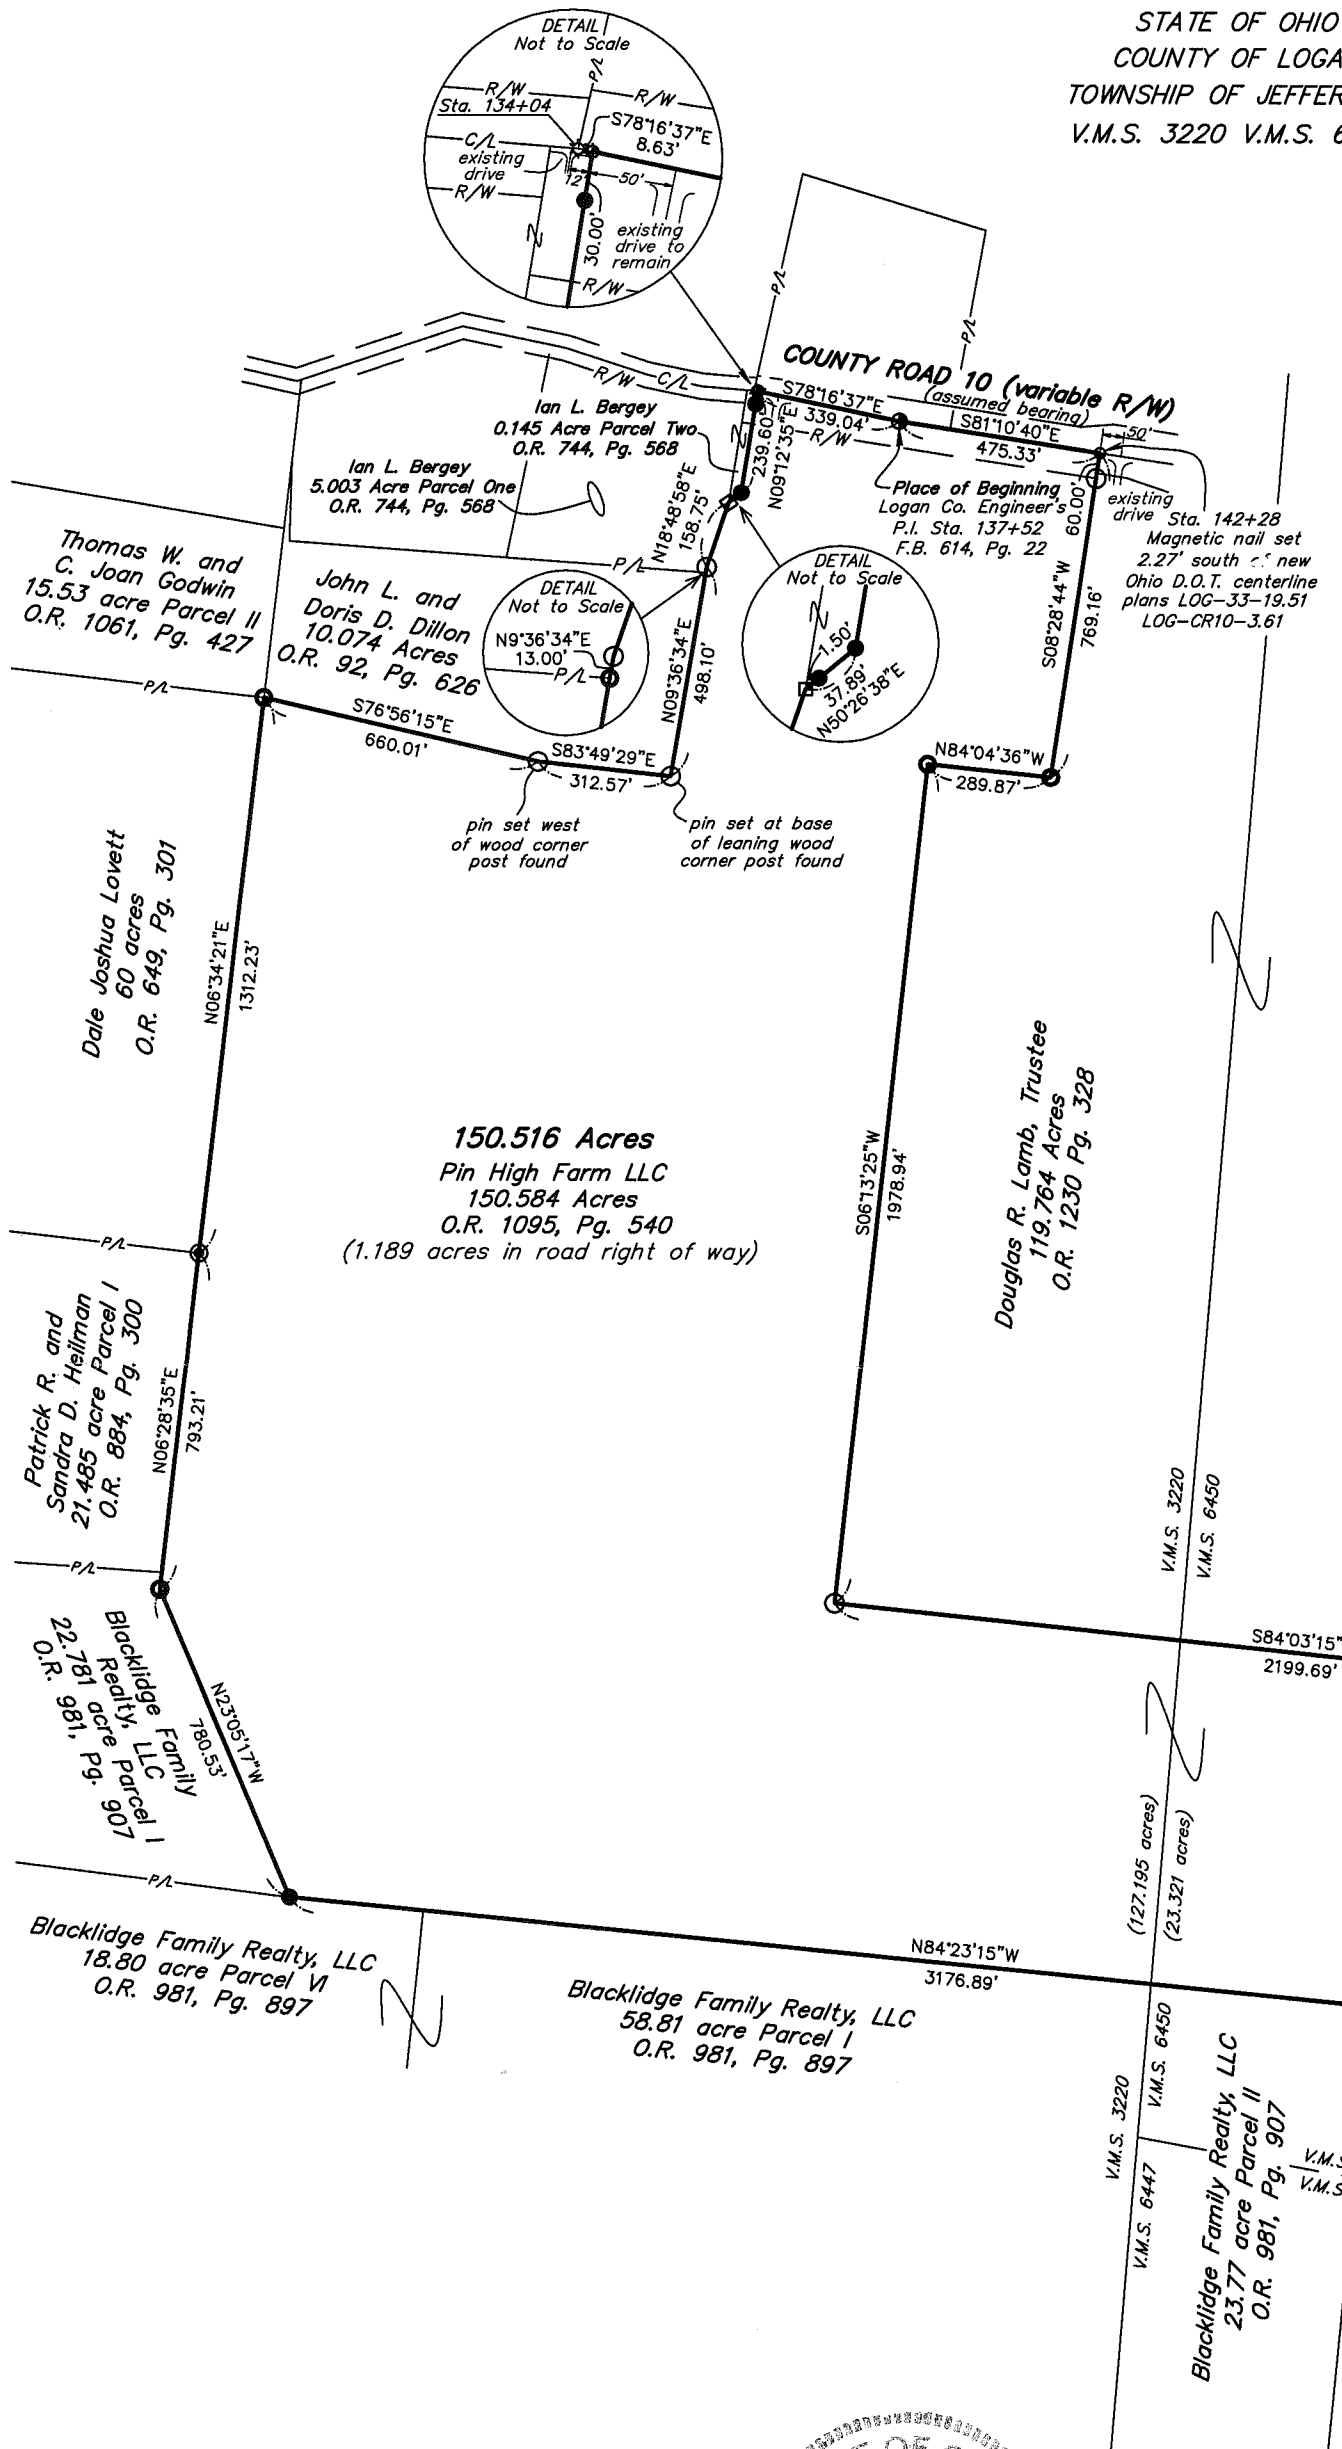 STATE OF OHIO
COUNTY OF LOGA
TOWNSHIP OF JEFFER
V.M.S. 3220 V.M.S. 6
DETAIL
Not to Scale
P/L
R/W
R/W
Sta. 134+04
S78°16'37"E
8.63'
C/L
existing
drive
12'
50'
R/W
30.00'
existing
drive to
remain
R/W
P/L
P/L
COUNTY ROAD 10 (variable R/W)
(assumed bearing)
R/W
C/L
S78°16'37"E
339.04'
R/W
S81°10'40"E
475.33'
50'
Ian L. Bergey
0.145 Acre Parcel Two
O.R. 744, Pg. 568
239.60'
N09°12'35"E
Ian L. Bergey
5.003 Acre Parcel One
O.R. 744, Pg. 568
N18°48'58"E
158.75'
Place of Beginning
Logan Co. Engineer's
P.I. Sta. 137+52
F.B. 614, Pg. 22
60.00'
existing
drive
Sta. 142+28
Magnetic nail set
2.27' south of new
Ohio D.O.T. centerline
plans LOG-33-19.51
LOG-CR10-3.61
Thomas W. and
C. Joan Godwin
15.53 acre Parcel II
O.R. 1061, Pg. 427
John L. and
Doris D. Dillon
10.074 Acres
O.R. 92, Pg. 626
P/L
DETAIL
Not to Scale
N9°36'34"E
13.00'
P/L
N09°36'34"E
498.10'
DETAIL
Not to Scale
1.50'
37.89'
N50°26'38"E
S08°28'44"W
769.16'
P/L
S76°56'15"E
660.01'
S83°49'29"E
312.57'
N84°04'36"W
289.87'
pin set west
of wood corner
post found
pin set at base
of leaning wood
corner post found
Dale Joshua Lovett
60 acres
O.R. 649, Pg. 301
N06°34'21"E
1312.23'
150.516 Acres
Pin High Farm LLC
150.584 Acres
O.R. 1095, Pg. 540
(1.189 acres in road right of way)
S06°13'25"W
1978.94'
Douglas R. Lamb, Trustee
119.764 Acres
O.R. 1230 Pg. 328
P/L
Patrick R. and
Sandra D. Heilman
21.485 acre Parcel I
O.R. 884, Pg. 300
N06°28'35"E
793.21'
V.M.S. 3220
V.M.S. 6450
P/L
S84°03'15"
2199.69'
Blacklidge Family
Realty, LLC
22.781 acre Parcel I
O.R. 981, Pg. 907
N23°05'17"W
780.53'
(127.195 acres)
(23.321 acres)
P/L
Blacklidge Family Realty, LLC
18.80 acre Parcel VI
O.R. 981, Pg. 897
N84°23'15"W
3176.89'
Blacklidge Family Realty, LLC
58.81 acre Parcel I
O.R. 981, Pg. 897
V.M.S. 3220
V.M.S. 6450
V.M.S. 6447
Blacklidge Family Realty, LLC
23.77 acre Parcel II
O.R. 981, Pg. 907
V.M.S
V.M.S
OF